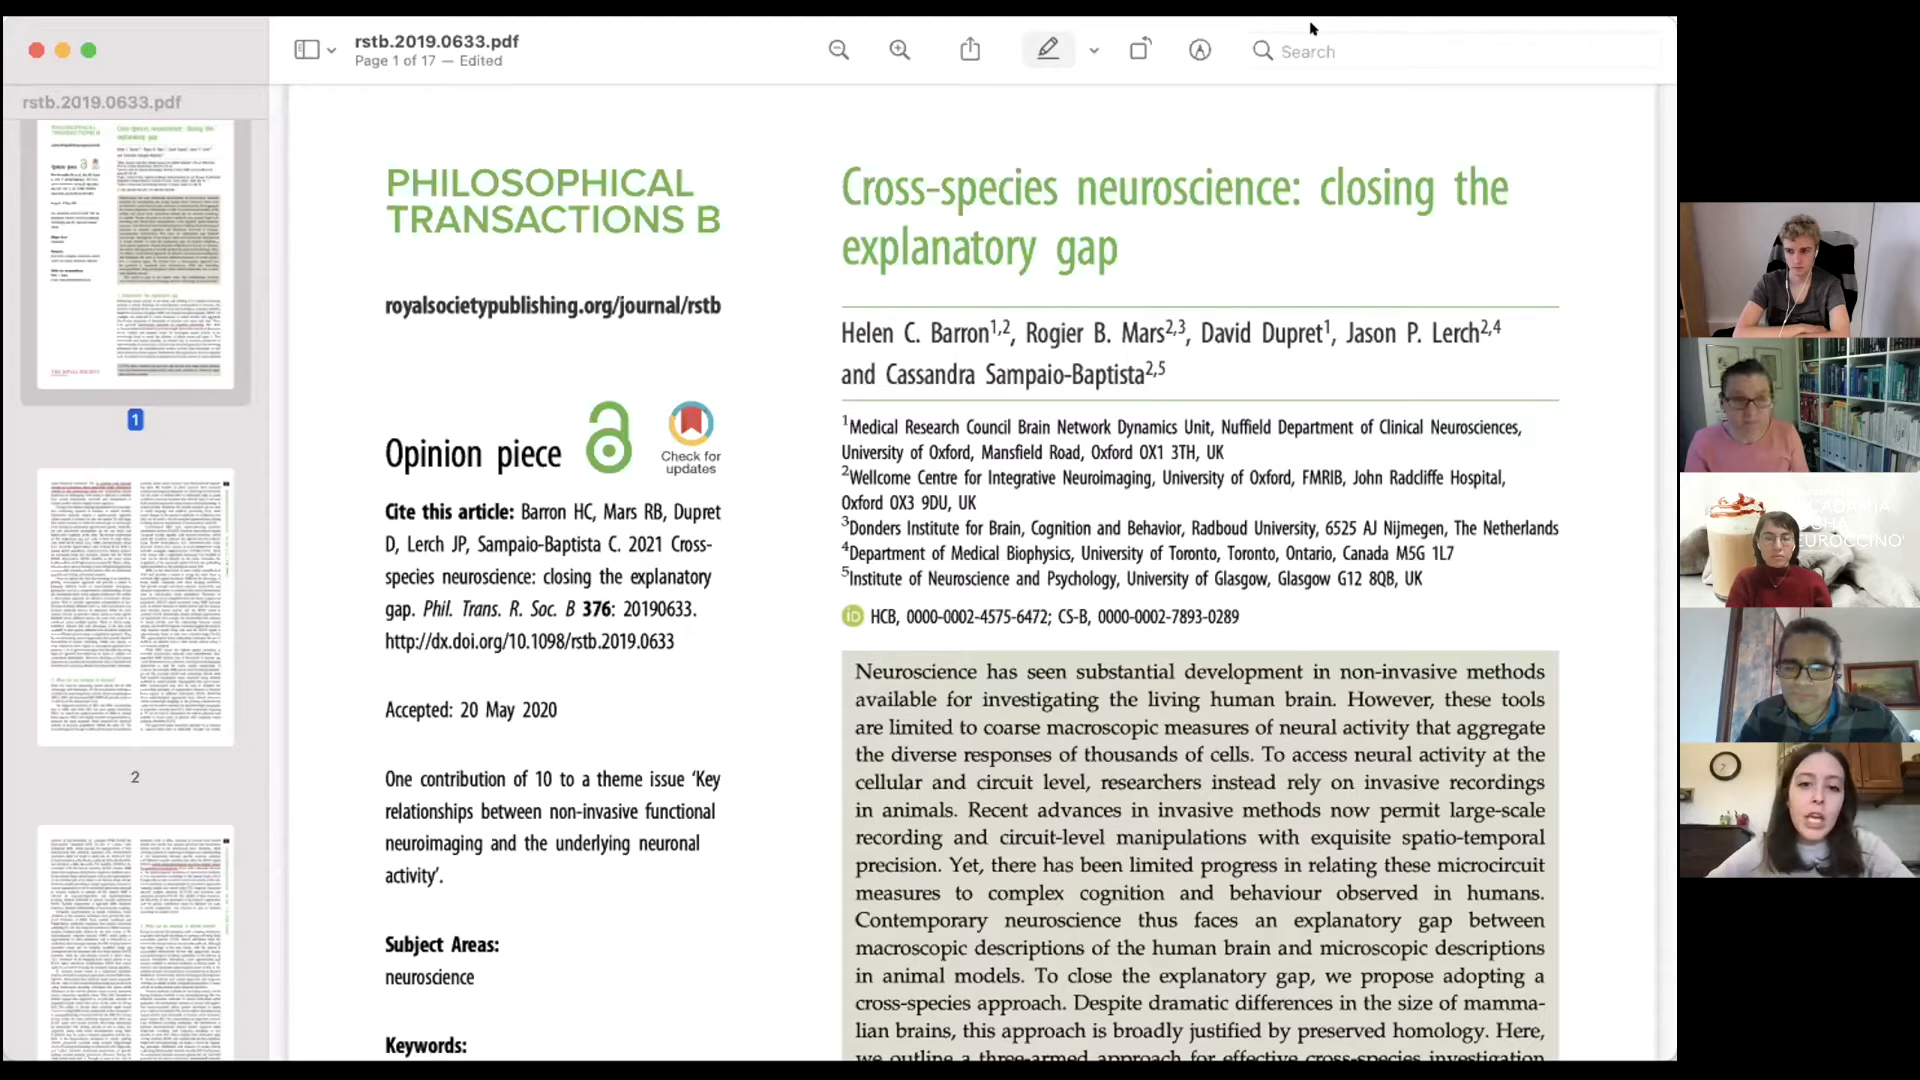 rstb.2019.0633.pdf
Page 1 of 17 — Edited
Search
rstb.2019.0633.pdf
1
2
PHILOSOPHICAL
TRANSACTIONS B
royalsocietypublishing.org/journal/rstb
Opinion piece
Check for
updates
Cite this article: Barron HC, Mars RB, Dupret
D, Lerch JP, Sampaio-Baptista C. 2021 Cross-
species neuroscience: closing the explanatory
gap. Phil. Trans. R. Soc. B 376: 20190633.
http://dx.doi.org/10.1098/rstb.2019.0633
Accepted: 20 May 2020
One contribution of 10 to a theme issue ‘Key
relationships between non-invasive functional
neuroimaging and the underlying neuronal
activity’.
Subject Areas:
neuroscience
Keywords:
Cross-species neuroscience: closing the
explanatory gap
Helen C. Barron1,2, Rogier B. Mars2,3, David Dupret1, Jason P. Lerch2,4
and Cassandra Sampaio-Baptista2,5
1Medical Research Council Brain Network Dynamics Unit, Nuffield Department of Clinical Neurosciences,
University of Oxford, Mansfield Road, Oxford OX1 3TH, UK
2Wellcome Centre for Integrative Neuroimaging, University of Oxford, FMRIB, John Radcliffe Hospital,
Oxford OX3 9DU, UK
3Donders Institute for Brain, Cognition and Behavior, Radboud University, 6525 AJ Nijmegen, The Netherlands
4Department of Medical Biophysics, University of Toronto, Toronto, Ontario, Canada M5G 1L7
5Institute of Neuroscience and Psychology, University of Glasgow, Glasgow G12 8QB, UK
iD HCB, 0000-0002-4575-6472; CS-B, 0000-0002-7893-0289
Neuroscience has seen substantial development in non-invasive methods
available for investigating the living human brain. However, these tools
are limited to coarse macroscopic measures of neural activity that aggregate
the diverse responses of thousands of cells. To access neural activity at the
cellular and circuit level, researchers instead rely on invasive recordings
in animals. Recent advances in invasive methods now permit large-scale
recording and circuit-level manipulations with exquisite spatio-temporal
precision. Yet, there has been limited progress in relating these microcircuit
measures to complex cognition and behaviour observed in humans.
Contemporary neuroscience thus faces an explanatory gap between
macroscopic descriptions of the human brain and microscopic descriptions
in animal models. To close the explanatory gap, we propose adopting a
cross-species approach. Despite dramatic differences in the size of mamma-
lian brains, this approach is broadly justified by preserved homology. Here,
we outline a three-armed approach for effective cross-species investigation